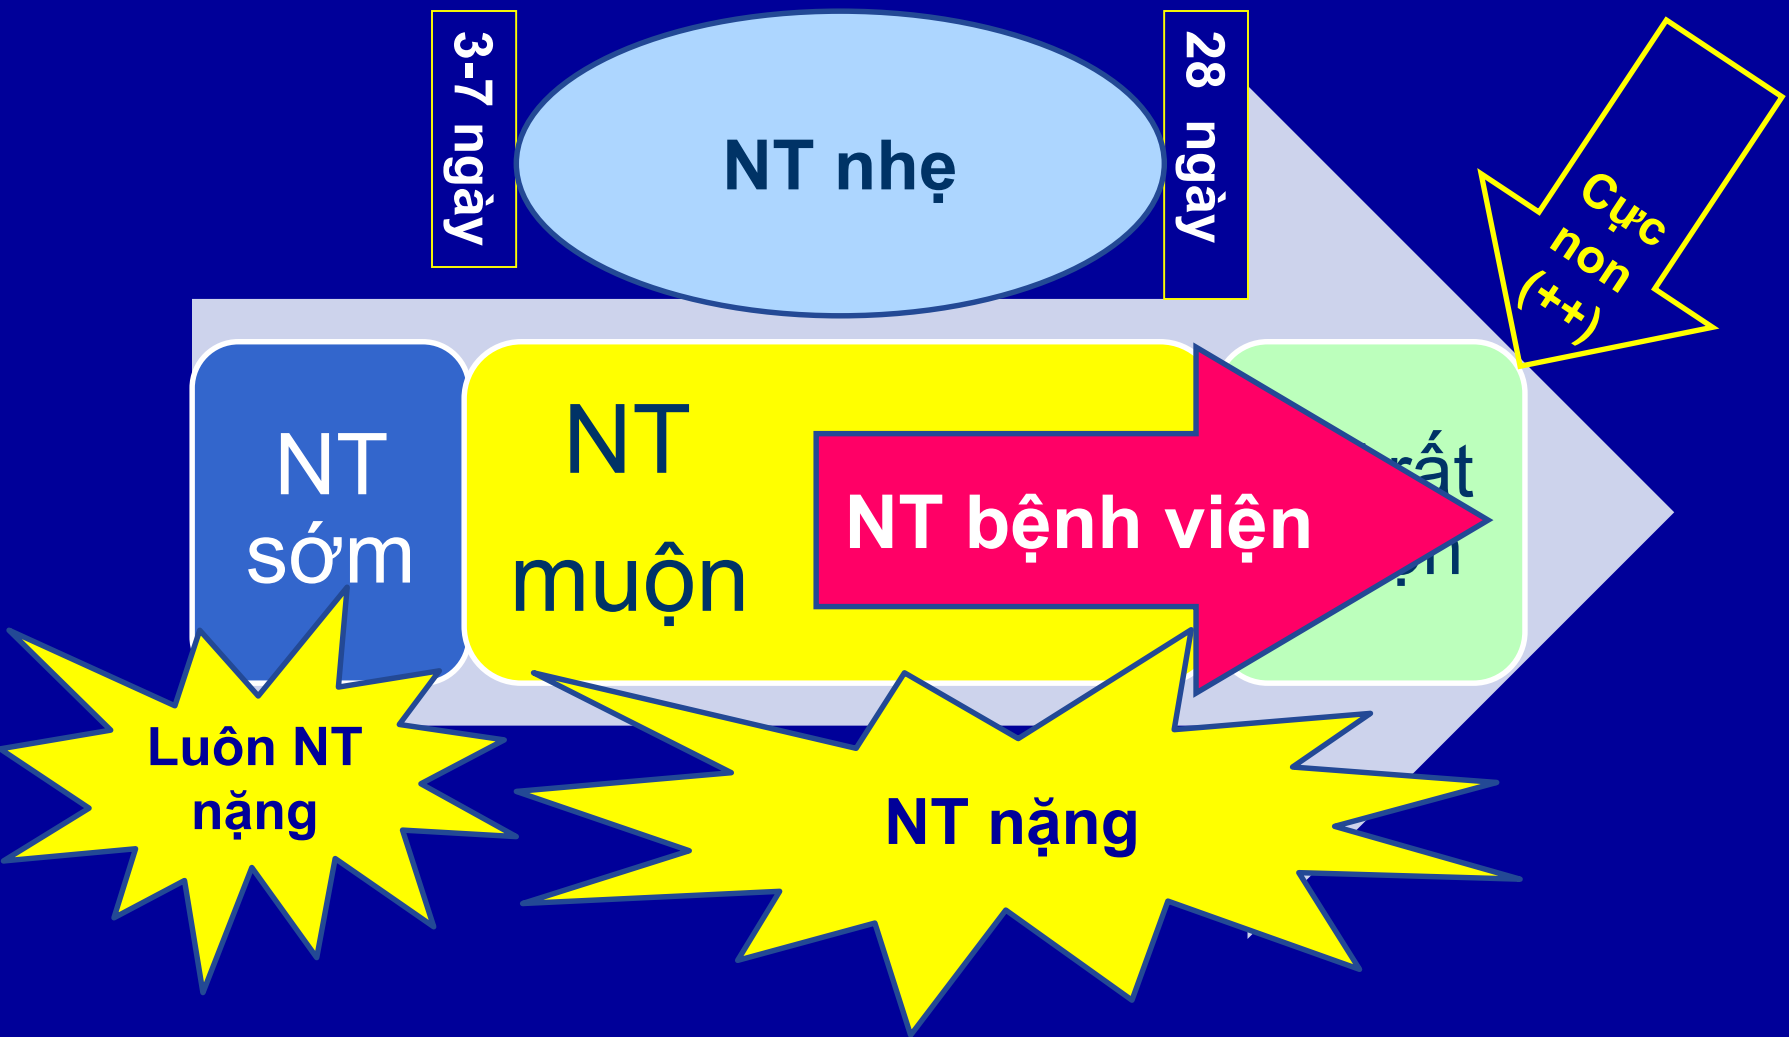 3-7 ngày
NT nhẹ
28 ngày
Cực
non
(++)
NT
sớm
NT
muộn
NT bệnh viện
rất
Luôn NT
nặng
NT nặng